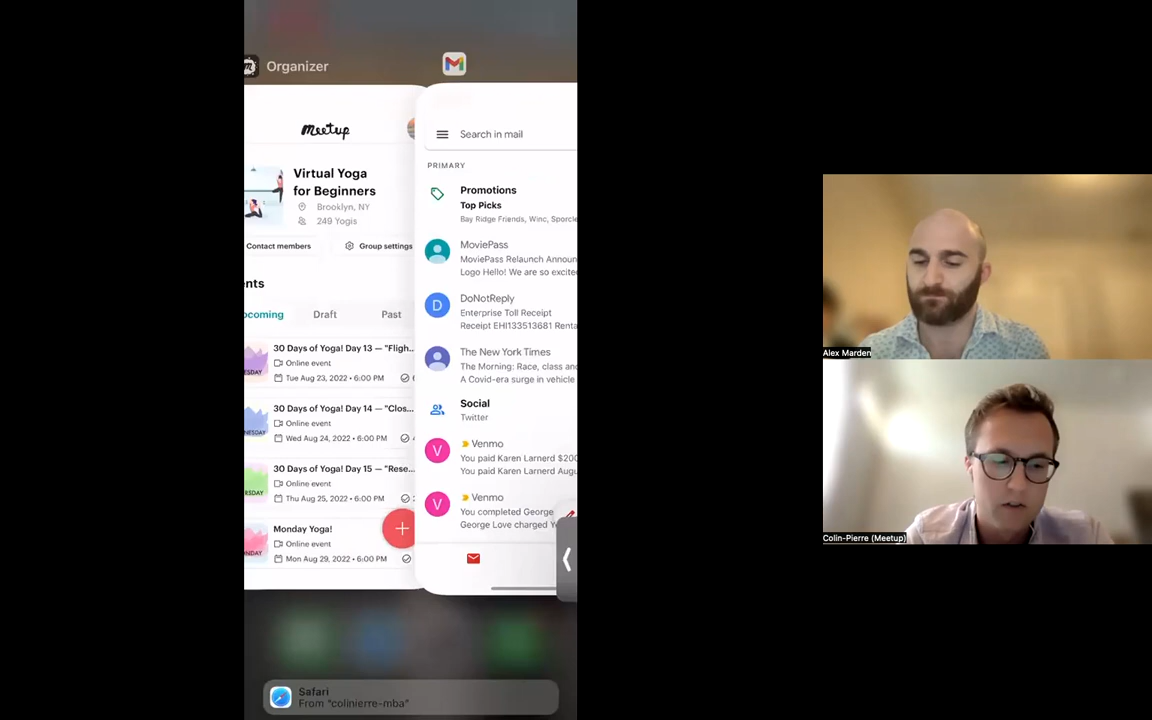 Organizer
meetup
Virtual Yoga
for Beginners
Brooklyn, NY
249 Yogis
Contact members
Group settings
Draft
Past
30 Days of Yoga! Day 13 — "Fligh...
Online event
Tue Aug 23, 2022 • 6:00 PM
30 Days of Yoga! Day 14 — "Clos...
Online event
Wed Aug 24, 2022 • 6:00 PM
30 Days of Yoga! Day 15 — "Rese...
Online event
Thu Aug 25, 2022 • 6:00 PM
Monday Yoga!
Online event
Mon Aug 29, 2022 • 6:00 PM
Search in mail
PRIMARY
Promotions
Top Picks
Bay Ridge Friends, Winc, Sporcle
MoviePass
MoviePass Relaunch Announ
Logo Hello! We are so excite
D
DoNotReply
Enterprise Toll Receipt
Receipt EHI133513681 Renta
The New York Times
The Morning: Race, class an
A Covid-era surge in vehicle
Social
Twitter
V
Venmo
You paid Karen Larnerd $200
You paid Karen Larnerd Augu
V
Venmo
You completed George
George Love charged Y
Safari
From "colinierre-mba"
Alex Marden
Colin-Pierre (Meetup)